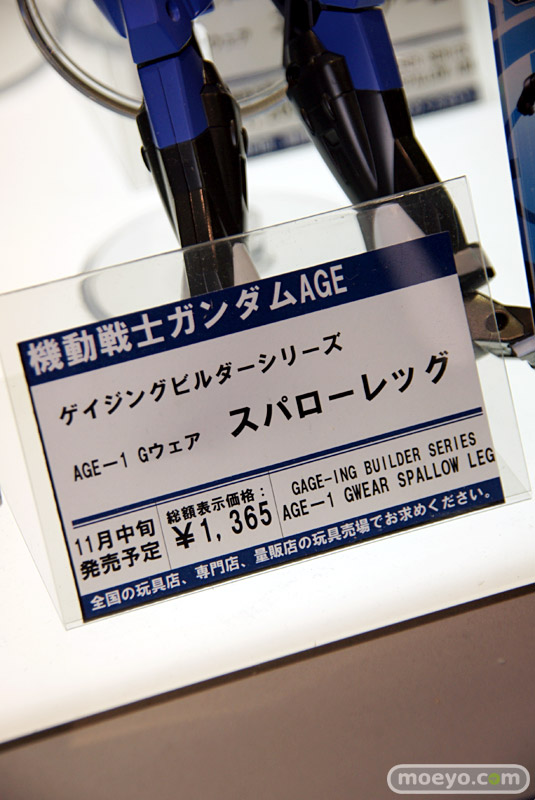 機動戦士ガンダムAGE
ゲイジングビルダーシリーズ
AGE－1 Gウェア スパローレッグ
11月中旬
発売予定
総額表示価格：
￥1,365
GAGE-ING BUILDER SERIES
AGE－1 GWEAR SPALLOW LEG
全国の玩具店、専門店、量販店の玩具売場でお求めください。
moeyo.com